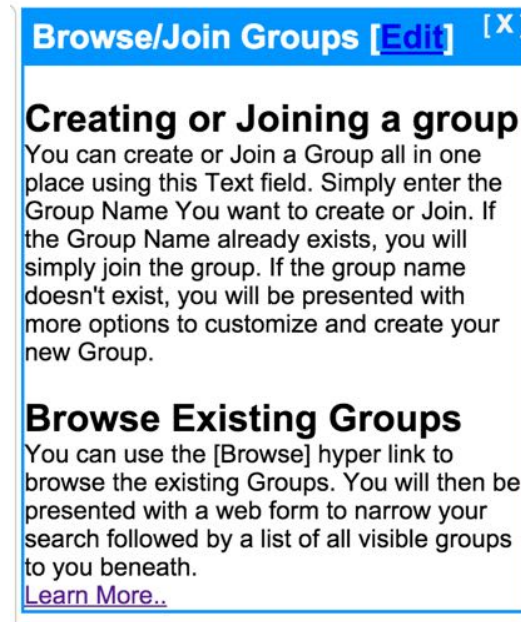 Browse/Join Groups [Edit] [X]
Creating or Joining a group
You can create or Join a Group all in one
place using this Text field. Simply enter the
Group Name You want to create or Join. If
the Group Name already exists, you will
simply join the group. If the group name
doesn't exist, you will be presented with
more options to customize and create your
new Group.
Browse Existing Groups
You can use the [Browse] hyper link to
browse the existing Groups. You will then be
presented with a web form to narrow your
search followed by a list of all visible groups
to you beneath.
Learn More..